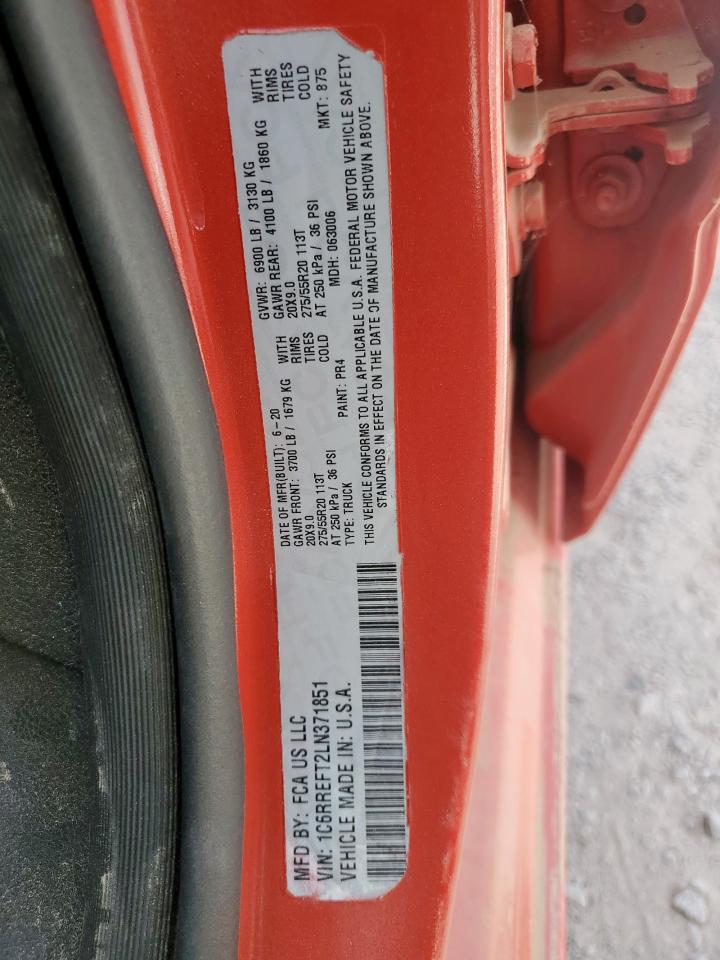 MFD BY: FCA US LLC
VIN: 1C6RREFT2LN371851
VEHICLE MADE IN: U.S.A.
DATE OF MFR(BUILT): 6-20 GVWR: 6900 LB / 3130 KG
GAWR FRONT: 3700 LB / 1679 KG WITH GAWR REAR: 4100 LB / 1860 KG WITH
20X9.0 RIMS 20X9.0 RIMS
275/55R20 113T TIRES 275/55R20 113T TIRES
AT 250 kPa / 36 PSI COLD AT 250 kPa / 36 PSI COLD
TYPE: TRUCK PAINT: PR4 MDH: 063006 MKT: 875
THIS VEHICLE CONFORMS TO ALL APPLICABLE U.S.A. FEDERAL MOTOR VEHICLE SAFETY
STANDARDS IN EFFECT ON THE DATE OF MANUFACTURE SHOWN ABOVE.